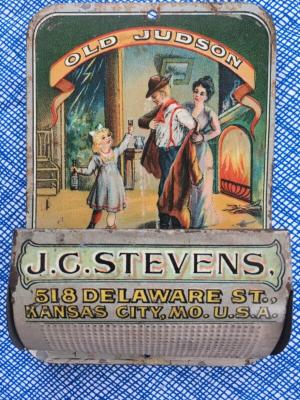 OLD JUDSON
J.C. STEVENS.
518 DELAWARE ST.,
KANSAS CITY, MO. U.S.A.